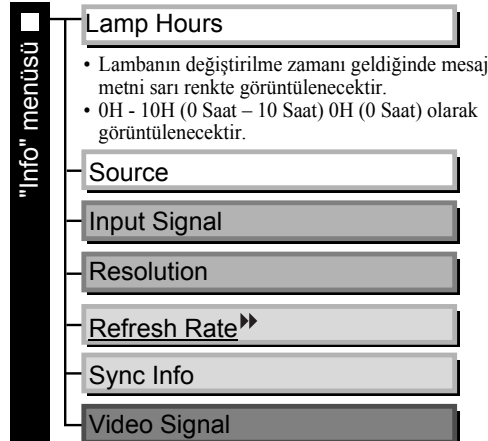 "Info" menüsü ■
Lamp Hours
• Lambanın değiştirilme zamanı geldiğinde mesaj
metni sarı renkte görüntülenecektir.
• 0H - 10H (0 Saat – 10 Saat) 0H (0 Saat) olarak
görüntülenecektir.
Source
Input Signal
Resolution
Refresh Rate
Sync Info
Video Signal